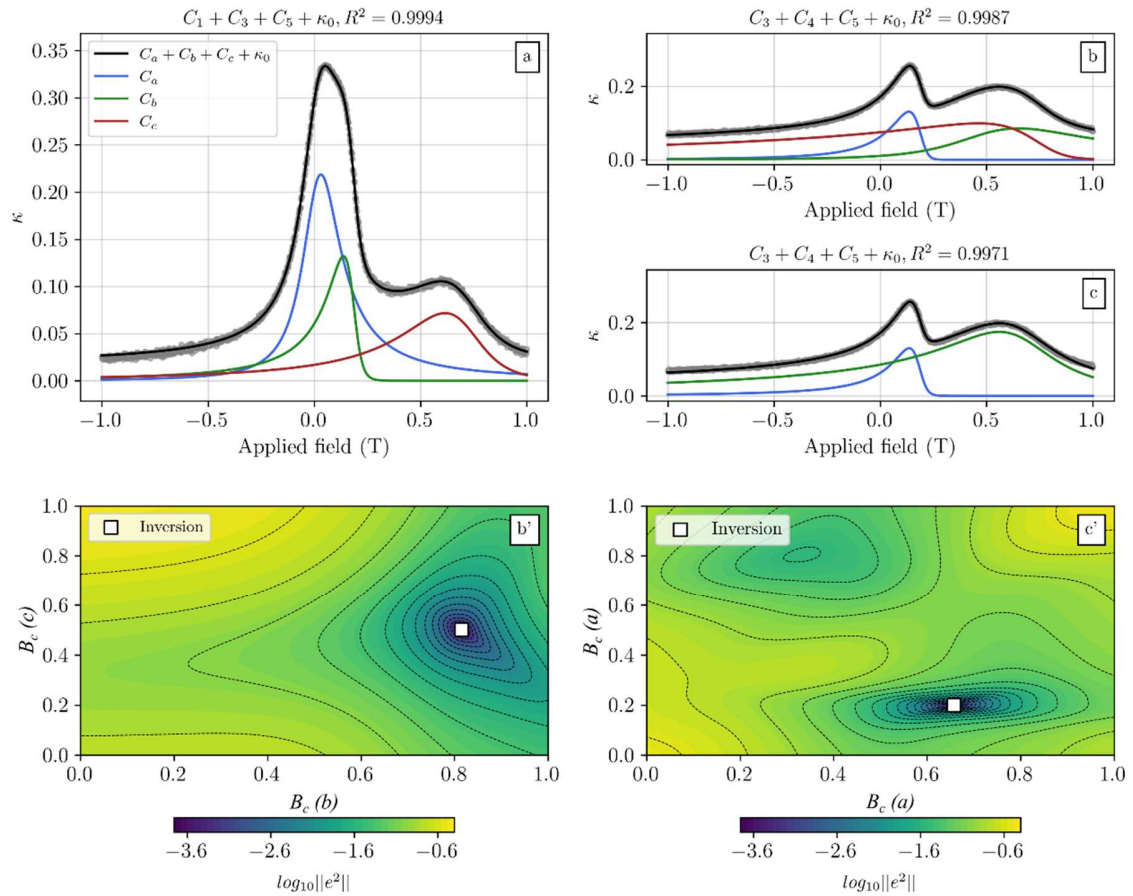 C₁ + C₃ + C₅ + κ₀, R² = 0.9994
a
Cₐ + C_b + C_c + κ₀
Cₐ
C_b
C_c
κ
0.35
0.30
0.25
0.20
0.15
0.10
0.05
0.00
−1.0 −0.5 0.0 0.5 1.0
Applied field (T)
C₃ + C₄ + C₅ + κ₀, R² = 0.9987
b
κ
0.2
0.0
−1.0 −0.5 0.0 0.5 1.0
Applied field (T)
C₃ + C₄ + C₅ + κ₀, R² = 0.9971
c
κ
0.2
0.0
−1.0 −0.5 0.0 0.5 1.0
Applied field (T)
Inversion
b'
B_c (c)
1.0
0.8
0.6
0.4
0.2
0.0
0.0 0.2 0.4 0.6 0.8 1.0
B_c (b)
−3.6 −2.6 −1.6 −0.6
log₁₀||e²||
Inversion
c'
B_c (a)
1.0
0.8
0.6
0.4
0.2
0.0
0.0 0.2 0.4 0.6 0.8 1.0
B_c (a)
−3.6 −2.6 −1.6 −0.6
log₁₀||e²||